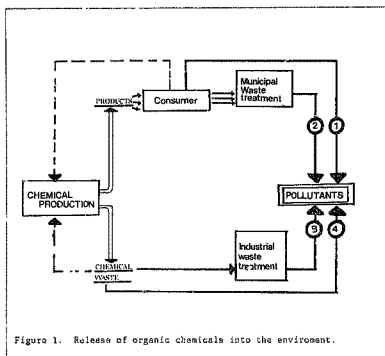 PRODUCTS
Consumer
Municipal
Waste
treatment
2
1
CHEMICAL
PRODUCTION
POLLUTANTS
3
4
Industrial
waste
treatment
CHEMICAL
WASTE
Figure 1. Release of organic chemicals into the enviroment.